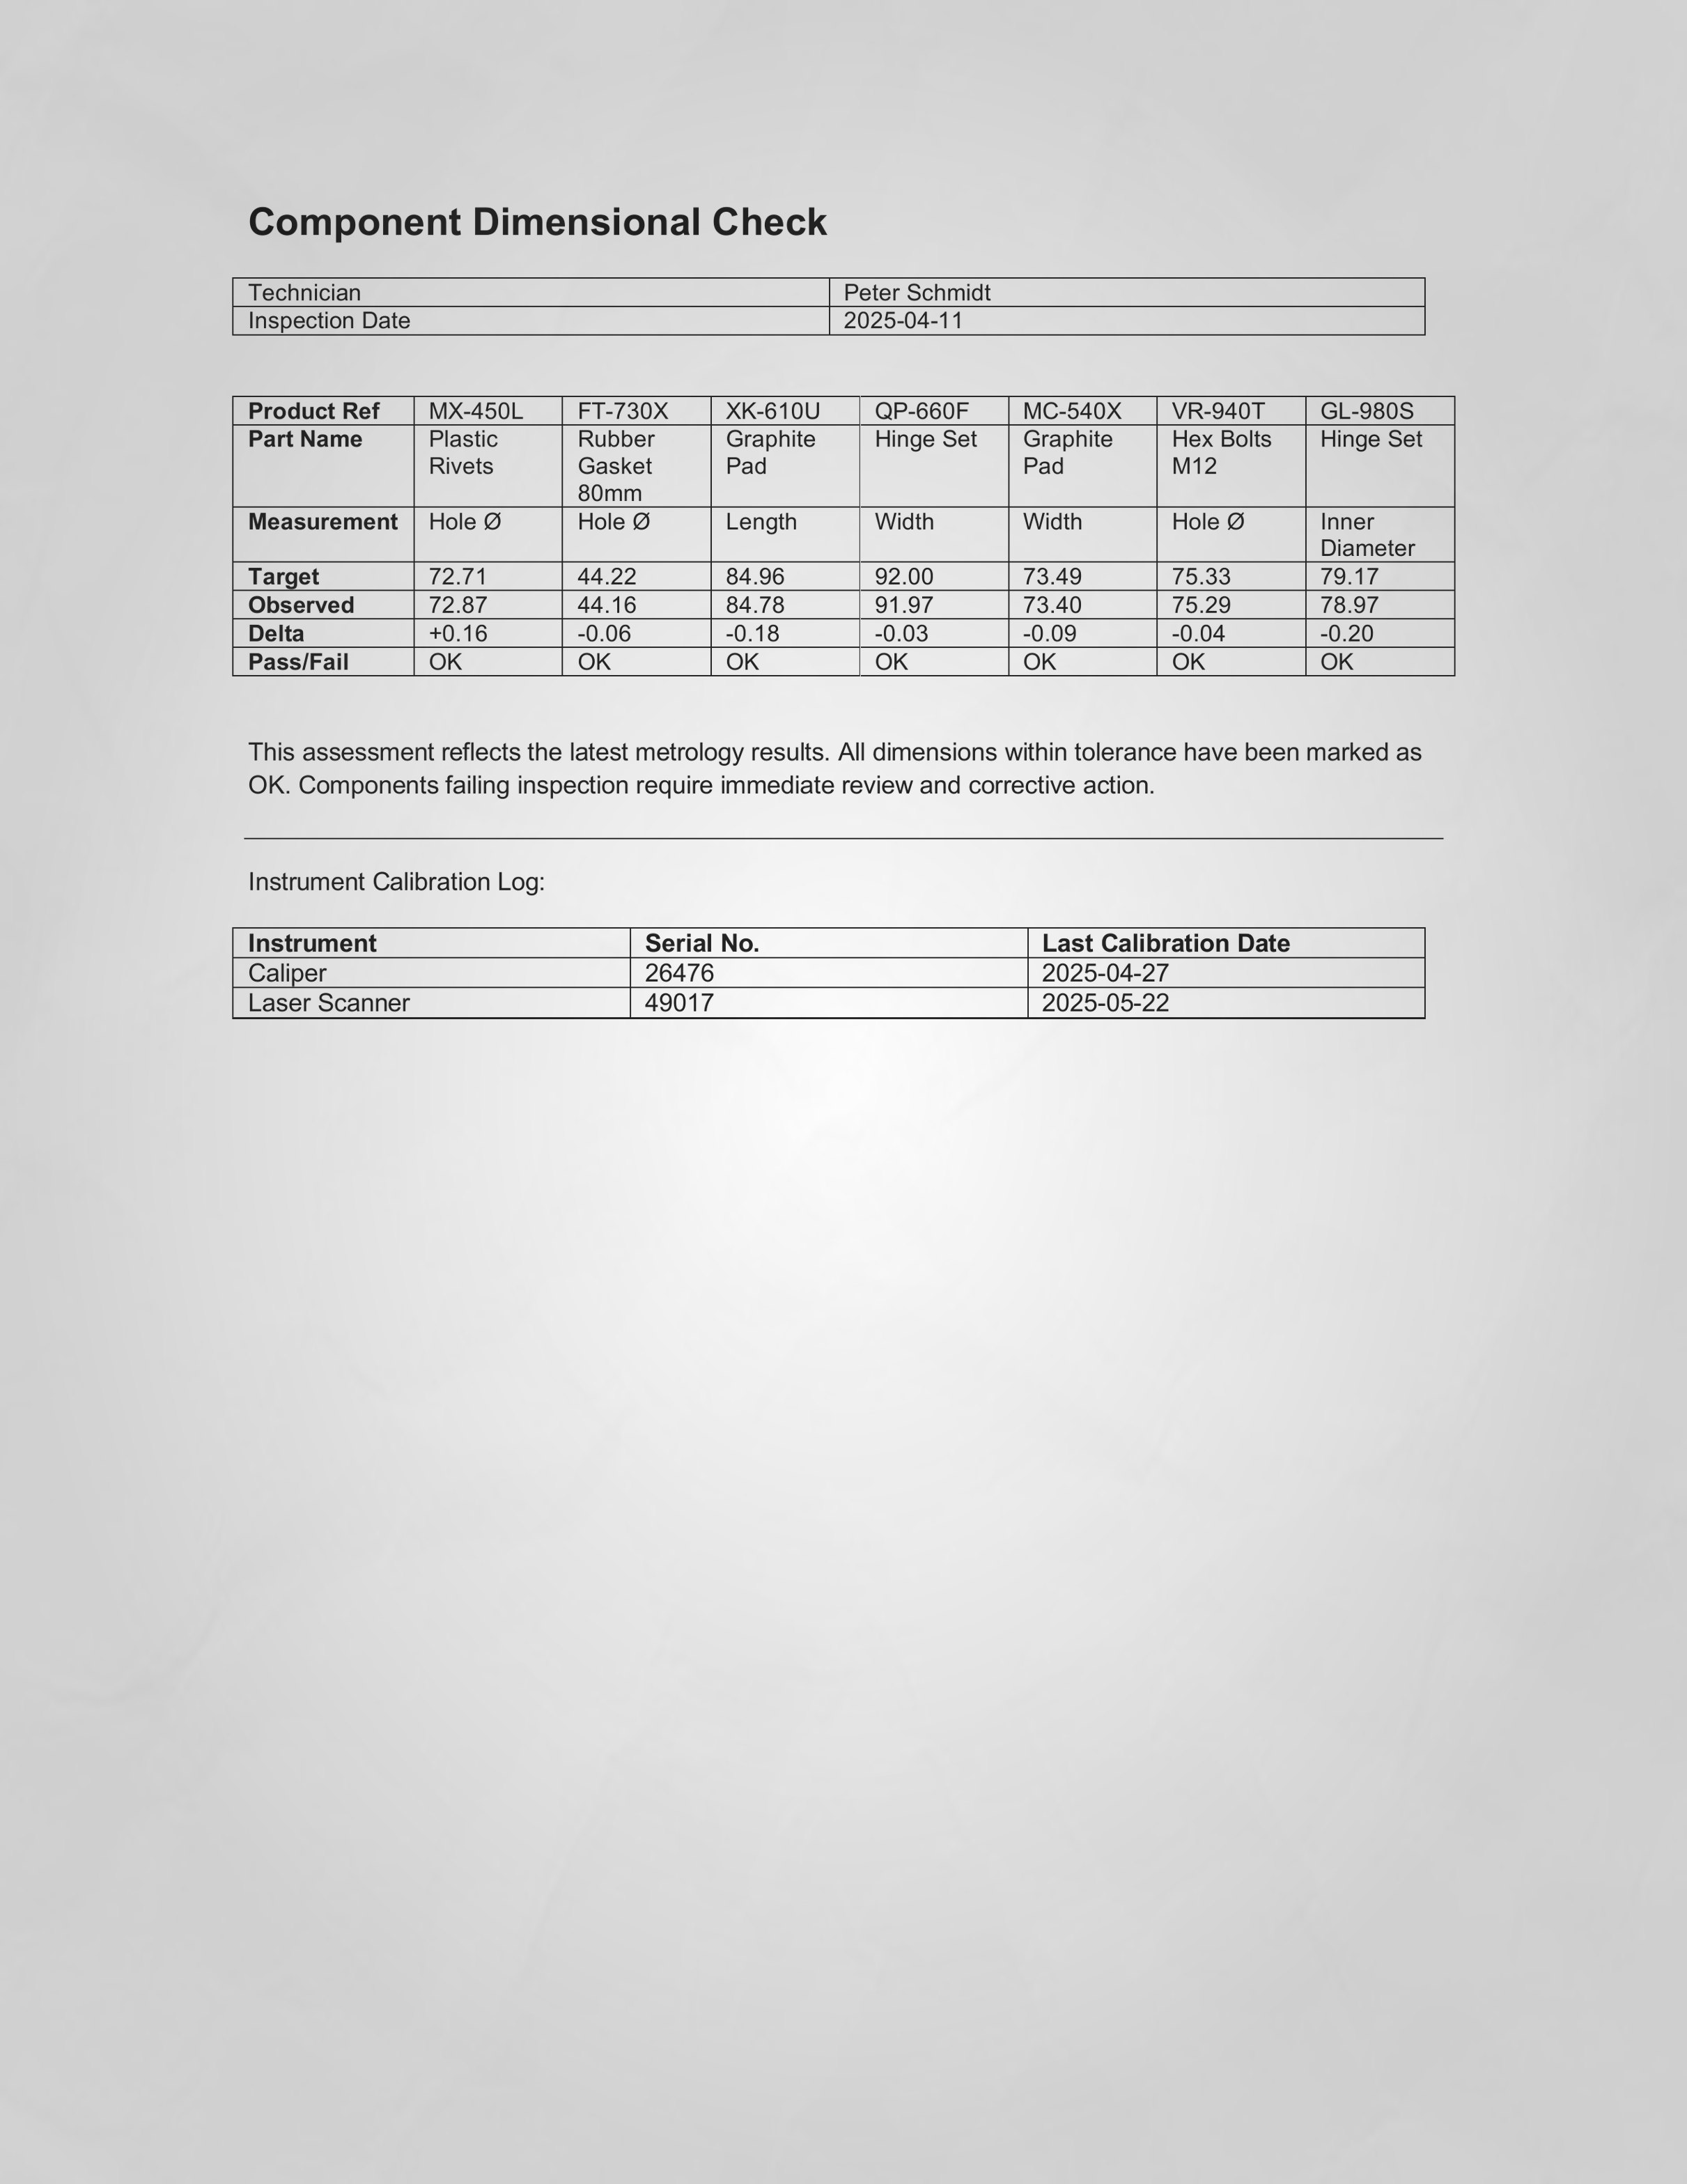 Component Dimensional Check
Technician Peter Schmidt
Inspection Date 2025-04-11
Product Ref MX-450L FT-730X XK-610U QP-660F MC-540X VR-940T GL-980S
Part Name Plastic Rivets Rubber Gasket 80mm Graphite Pad Hinge Set Graphite Pad Hex Bolts M12 Hinge Set
Measurement Hole Ø Hole Ø Length Width Width Hole Ø Inner Diameter
Target 72.71 44.22 84.96 92.00 73.49 75.33 79.17
Observed 72.87 44.16 84.78 91.97 73.40 75.29 78.97
Delta +0.16 -0.06 -0.18 -0.03 -0.09 -0.04 -0.20
Pass/Fail OK OK OK OK OK OK OK
This assessment reflects the latest metrology results. All dimensions within tolerance have been marked as
OK. Components failing inspection require immediate review and corrective action.
Instrument Calibration Log:
Instrument Serial No. Last Calibration Date
Caliper 26476 2025-04-27
Laser Scanner 49017 2025-05-22